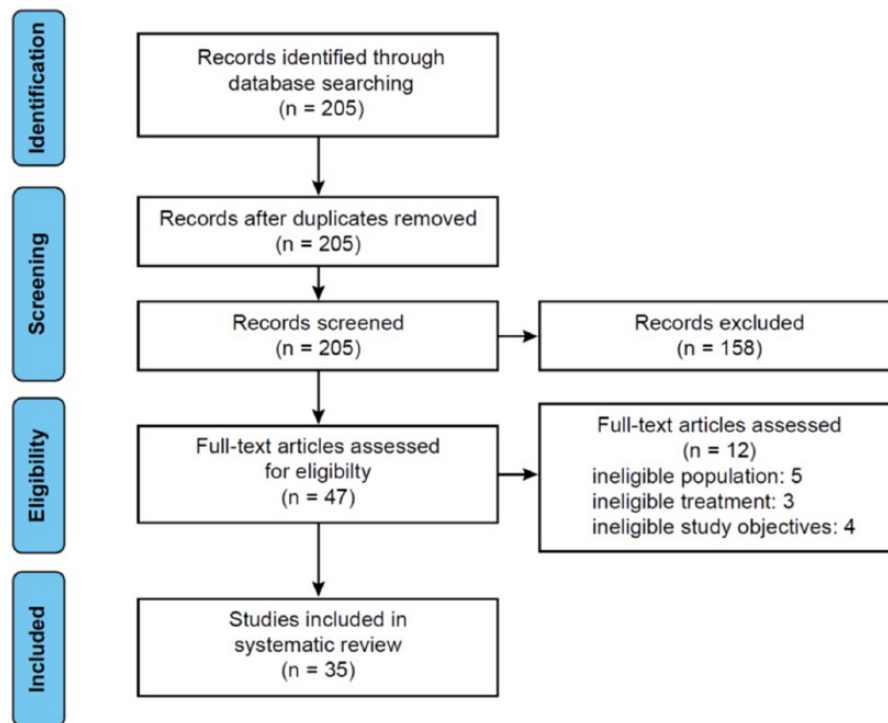 Identification
Records identified through
database searching
(n = 205)
Screening
Records after duplicates removed
(n = 205)
Records screened
(n = 205)
Records excluded
(n = 158)
Eligibility
Full-text articles assessed
for eligibilty
(n = 47)
Full-text articles assessed
(n = 12)
ineligible population: 5
ineligible treatment: 3
ineligible study objectives: 4
Included
Studies included in
systematic review
(n = 35)